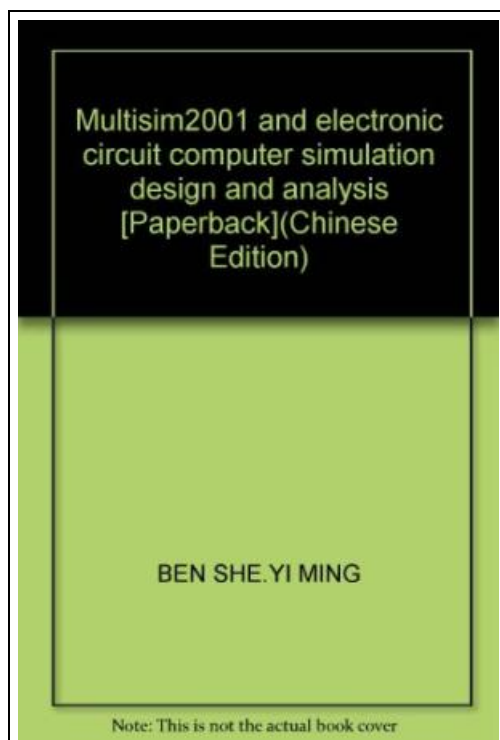 Multisim2001 and electronic
circuit computer simulation
design and analysis
[Paperback](Chinese
Edition)
BEN SHE.YI MING
Note: This is not the actual book cover